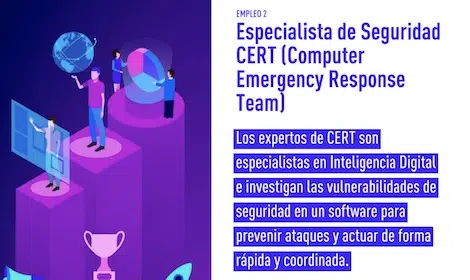 EMPLEO 2
Especialista de Seguridad
CERT (Computer
Emergency Response
Team)
Los expertos de CERT son
especialistas en Inteligencia Digital
e investigan las vulnerabilidades de
seguridad en un software para
prevenir ataques y actuar de forma
rápida y coordinada.